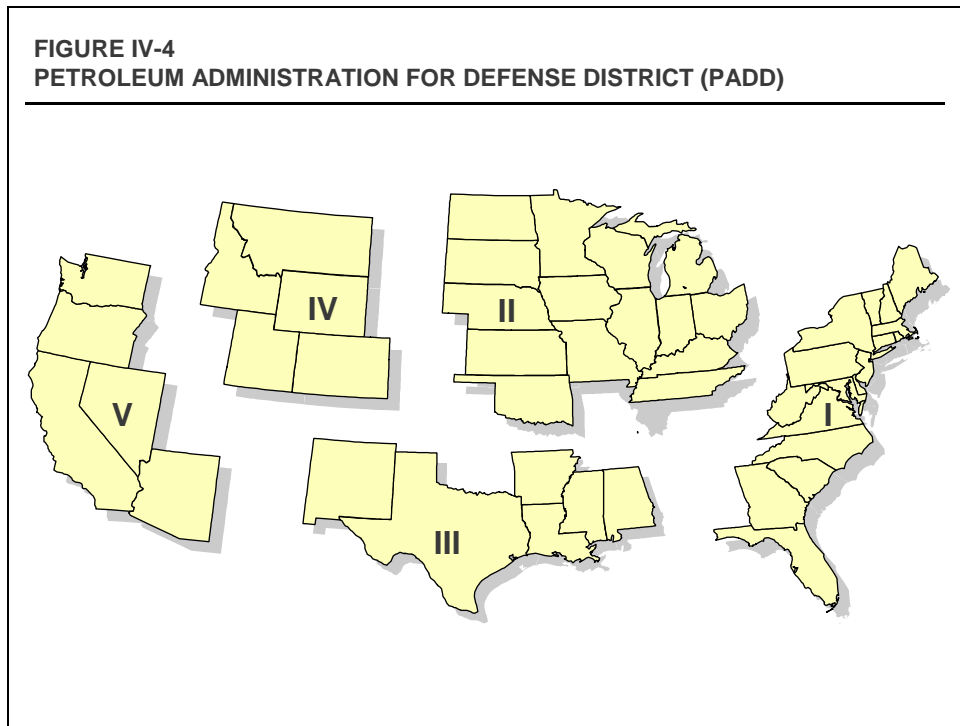 FIGURE IV-4
PETROLEUM ADMINISTRATION FOR DEFENSE DISTRICT (PADD)
IV
II
V
I
III